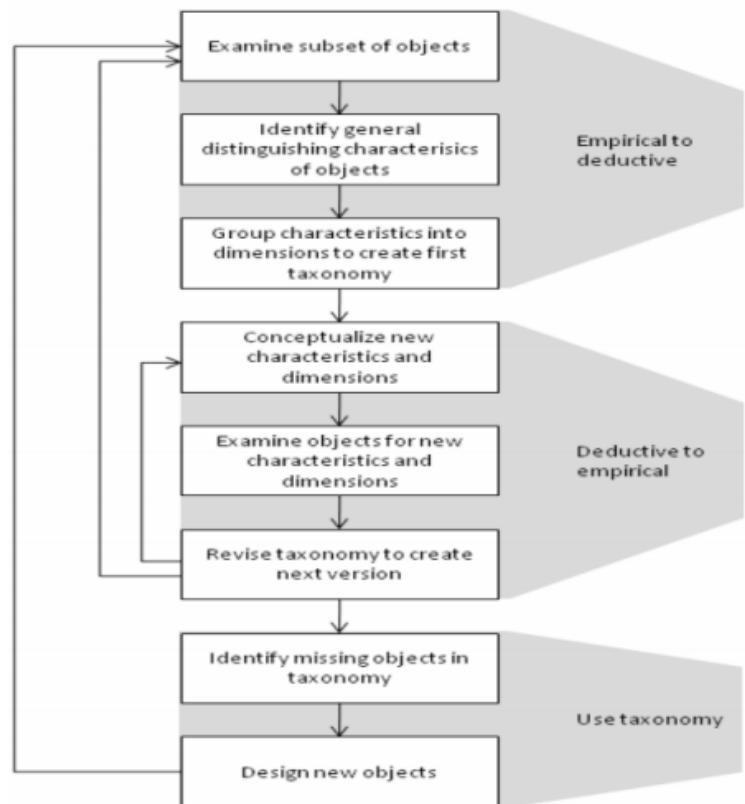 Examine subset of objects
Identify general
distinguishing characterisics
of objects
Empirical to
deductive
Group characteristics into
dimensions to create first
taxonomy
Conceptualize new
characteristics and
dimensions
Examine objects for new
characteristics and
dimensions
Deductive to
empirical
Revise taxonomy to create
next version
Identify missing objects in
taxonomy
Use taxonomy
Design new objects